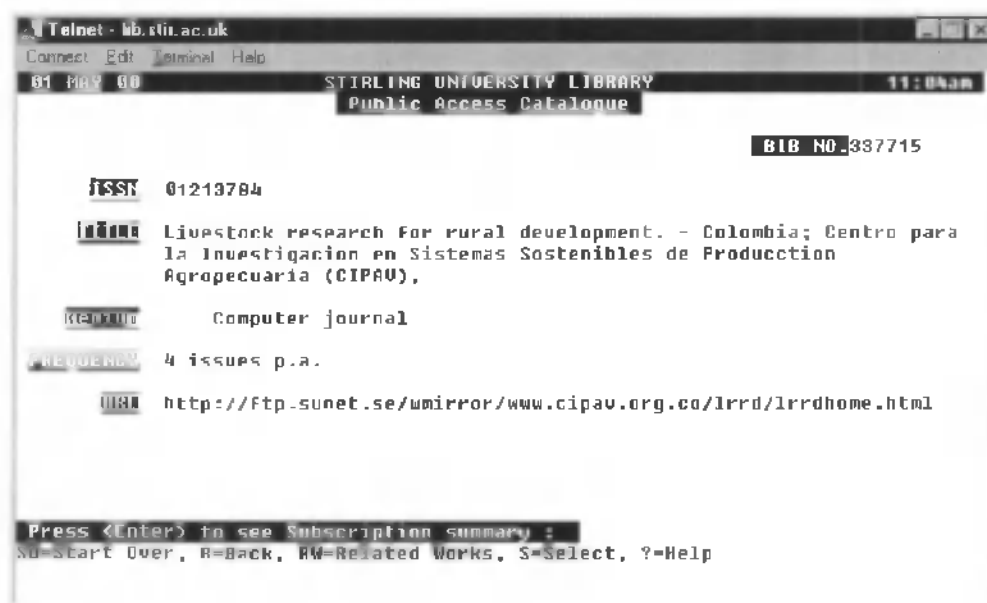 Telnet - lib.stir.ac.uk
Connect Edit Terminal Help
01 MAY 00 STIRLING UNIVERSITY LIBRARY 11:04am
Public Access Catalogue
BIB NO.337715
ISSN 01213784
Livestock research for rural development. - Colombia; Centro para
la Investigacion en Sistemas Sostenibles de Producction
Agropecuaria (CIPAV),
Computer journal
FREQUENCY 4 issues p.a.
http://ftp.sunet.se/wmirror/www.cipav.org.co/lrrd/lrrdhome.html
Press <Enter> to see Subscription summary :
SO=Start Over, B=Back, RW=Related Works, S=Select, ?=Help